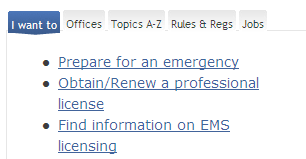 I want to Offices Topics A-Z Rules & Regs Jobs
Prepare for an emergency
Obtain/Renew a professional
license
Find information on EMS
licensing